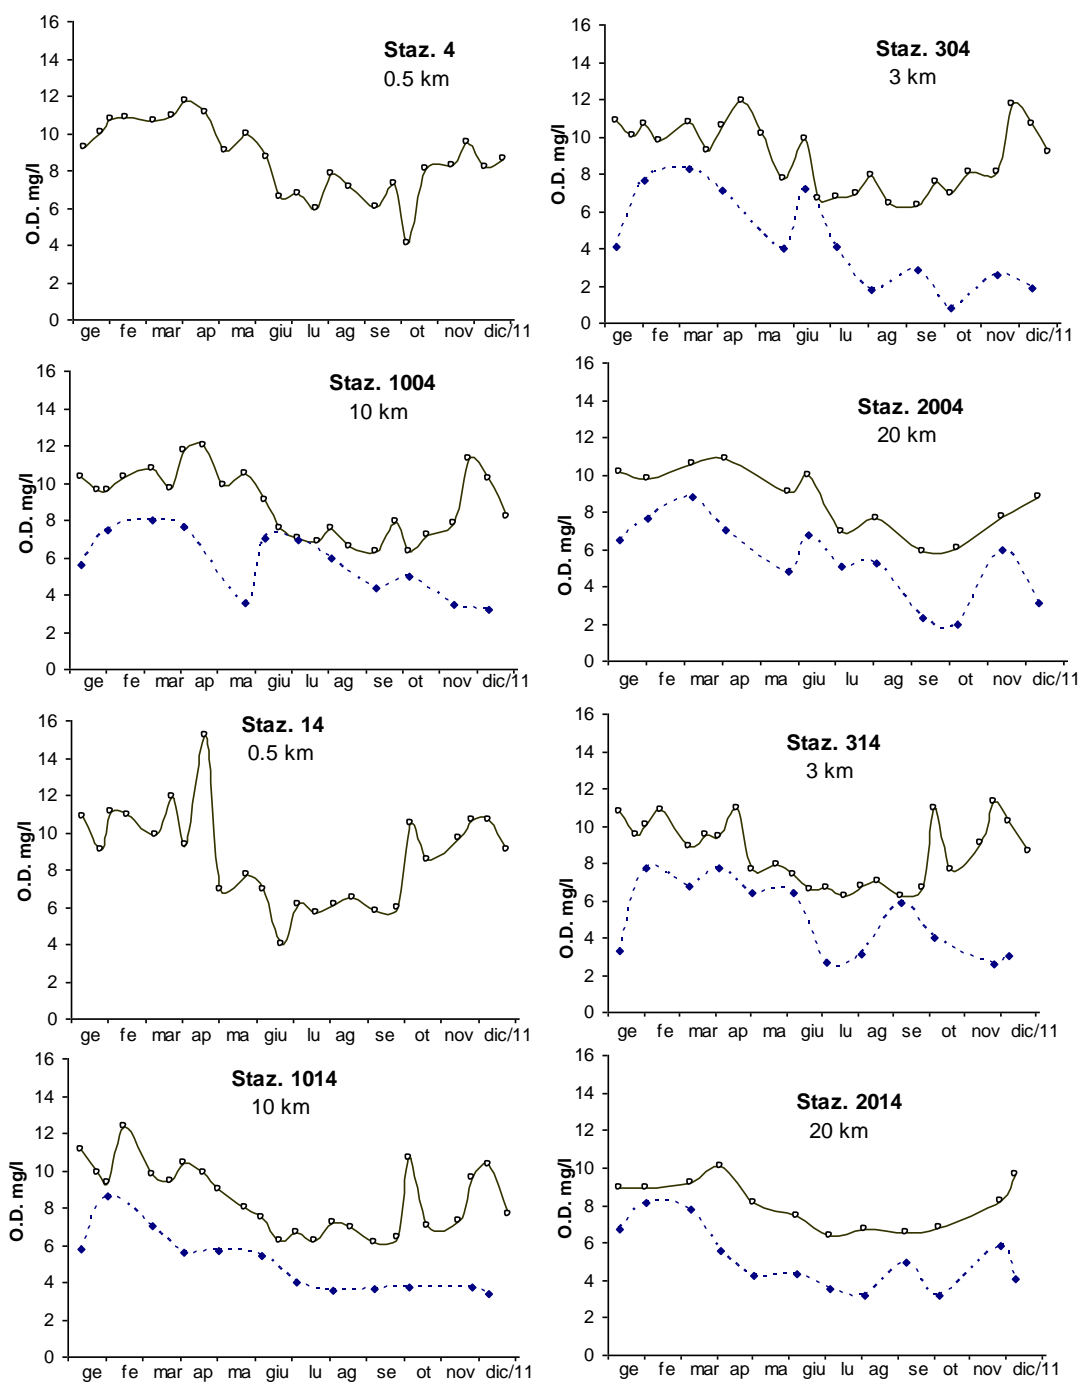 Staz. 4
0.5 km
O.D. mg/l
16
14
12
10
8
6
4
2
0
ge fe mar ap ma giu lu ag se ot nov dic/11
Staz. 304
3 km
O.D. mg/l
16
14
12
10
8
6
4
2
0
ge fe mar ap ma giu lu ag se ot nov dic/11
Staz. 1004
10 km
O.D. mg/l
16
14
12
10
8
6
4
2
0
ge fe mar ap ma giu lu ag se ot nov dic/11
Staz. 2004
20 km
O.D. mg/l
16
14
12
10
8
6
4
2
0
ge fe mar ap ma giu lu ag se ot nov dic/11
Staz. 14
0.5 km
O.D. mg/l
16
14
12
10
8
6
4
2
0
ge fe mar ap ma giu lu ag se ot nov dic/11
Staz. 314
3 km
O.D. mg/l
16
14
12
10
8
6
4
2
0
ge fe mar ap ma giu lu ag se ot nov dic/11
Staz. 1014
10 km
O.D. mg/l
16
14
12
10
8
6
4
2
0
ge fe mar ap ma giu lu ag se ot nov dic/11
Staz. 2014
20 km
O.D. mg/l
16
14
12
10
8
6
4
2
0
ge fe mar ap ma giu lu ag se ot nov dic/11